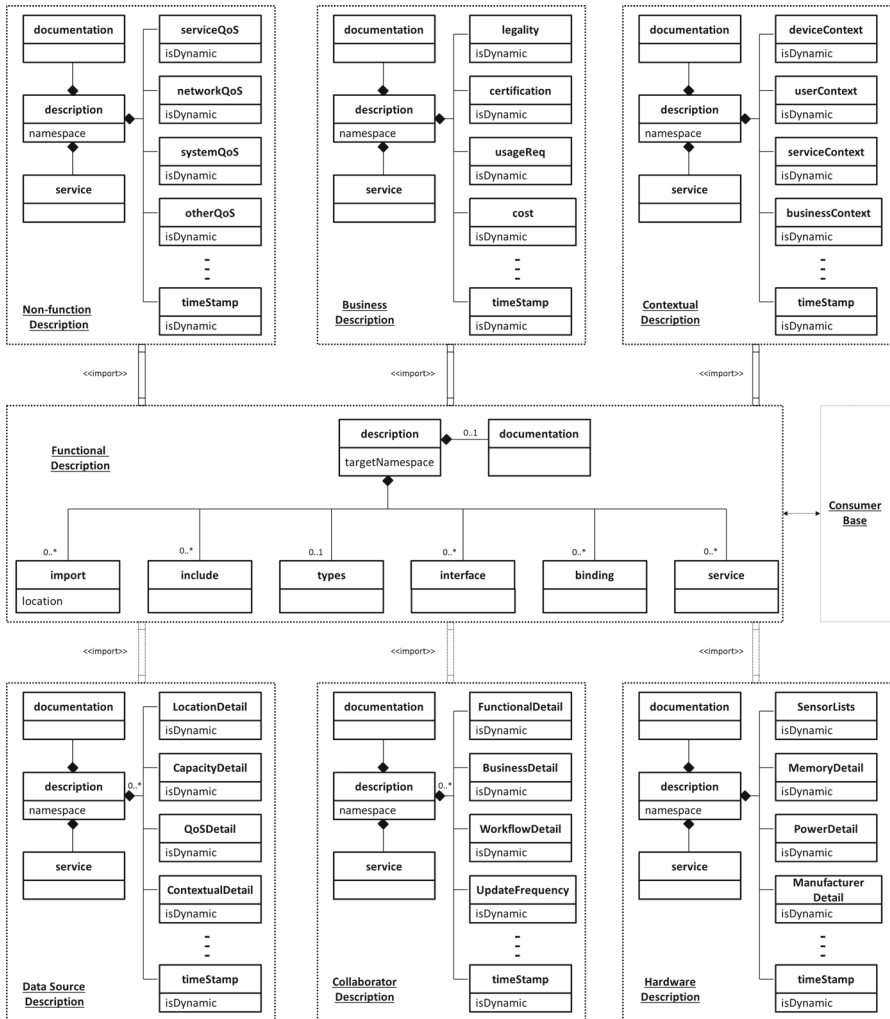 documentation
description
namespace
service
serviceQoS
isDynamic
networkQoS
isDynamic
systemQoS
isDynamic
otherQoS
isDynamic
timeStamp
isDynamic
Non-function
Description
documentation
description
namespace
service
legality
isDynamic
certification
isDynamic
usageReq
isDynamic
cost
isDynamic
timeStamp
isDynamic
Business
Description
documentation
description
namespace
service
deviceContext
isDynamic
userContext
isDynamic
serviceContext
isDynamic
businessContext
isDynamic
timeStamp
isDynamic
Contextual
Description
<<import>>
<<import>>
<<import>>
Functional
Description
description
targetNamespace
0..1
documentation
0..*
import
location
0..*
include
0..1
types
0..*
interface
0..*
binding
0..*
service
Consumer
Base
<<import>>
<<import>>
<<import>>
documentation
description
namespace
service
0..*
LocationDetail
isDynamic
CapacityDetail
isDynamic
QoSDetail
isDynamic
ContextualDetail
isDynamic
timeStamp
isDynamic
Data Source
Description
documentation
description
namespace
service
0..*
FunctionalDetail
isDynamic
BusinessDetail
isDynamic
WorkflowDetail
isDynamic
UpdateFrequency
isDynamic
timeStamp
isDynamic
Collaborator
Description
documentation
description
namespace
service
SensorLists
isDynamic
MemoryDetail
isDynamic
PowerDetail
isDynamic
Manufacturer
Detail
isDynamic
timeStamp
isDynamic
Hardware
Description